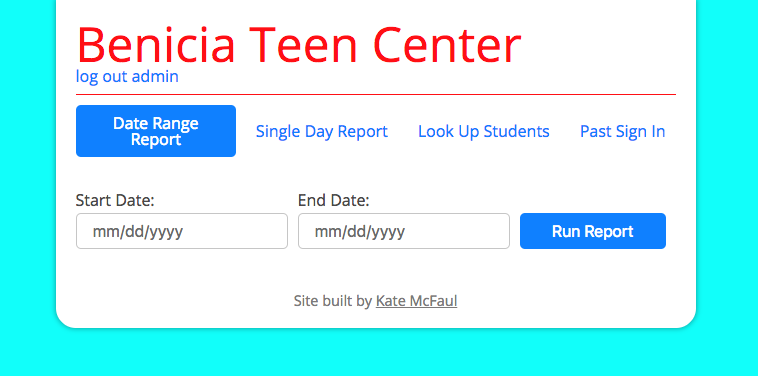 Benicia Teen Center
log out admin
Date Range
Report
Single Day Report
Look Up Students
Past Sign In
Start Date:
End Date:
mm/dd/yyyy
mm/dd/yyyy
Run Report
Site built by Kate McFaul